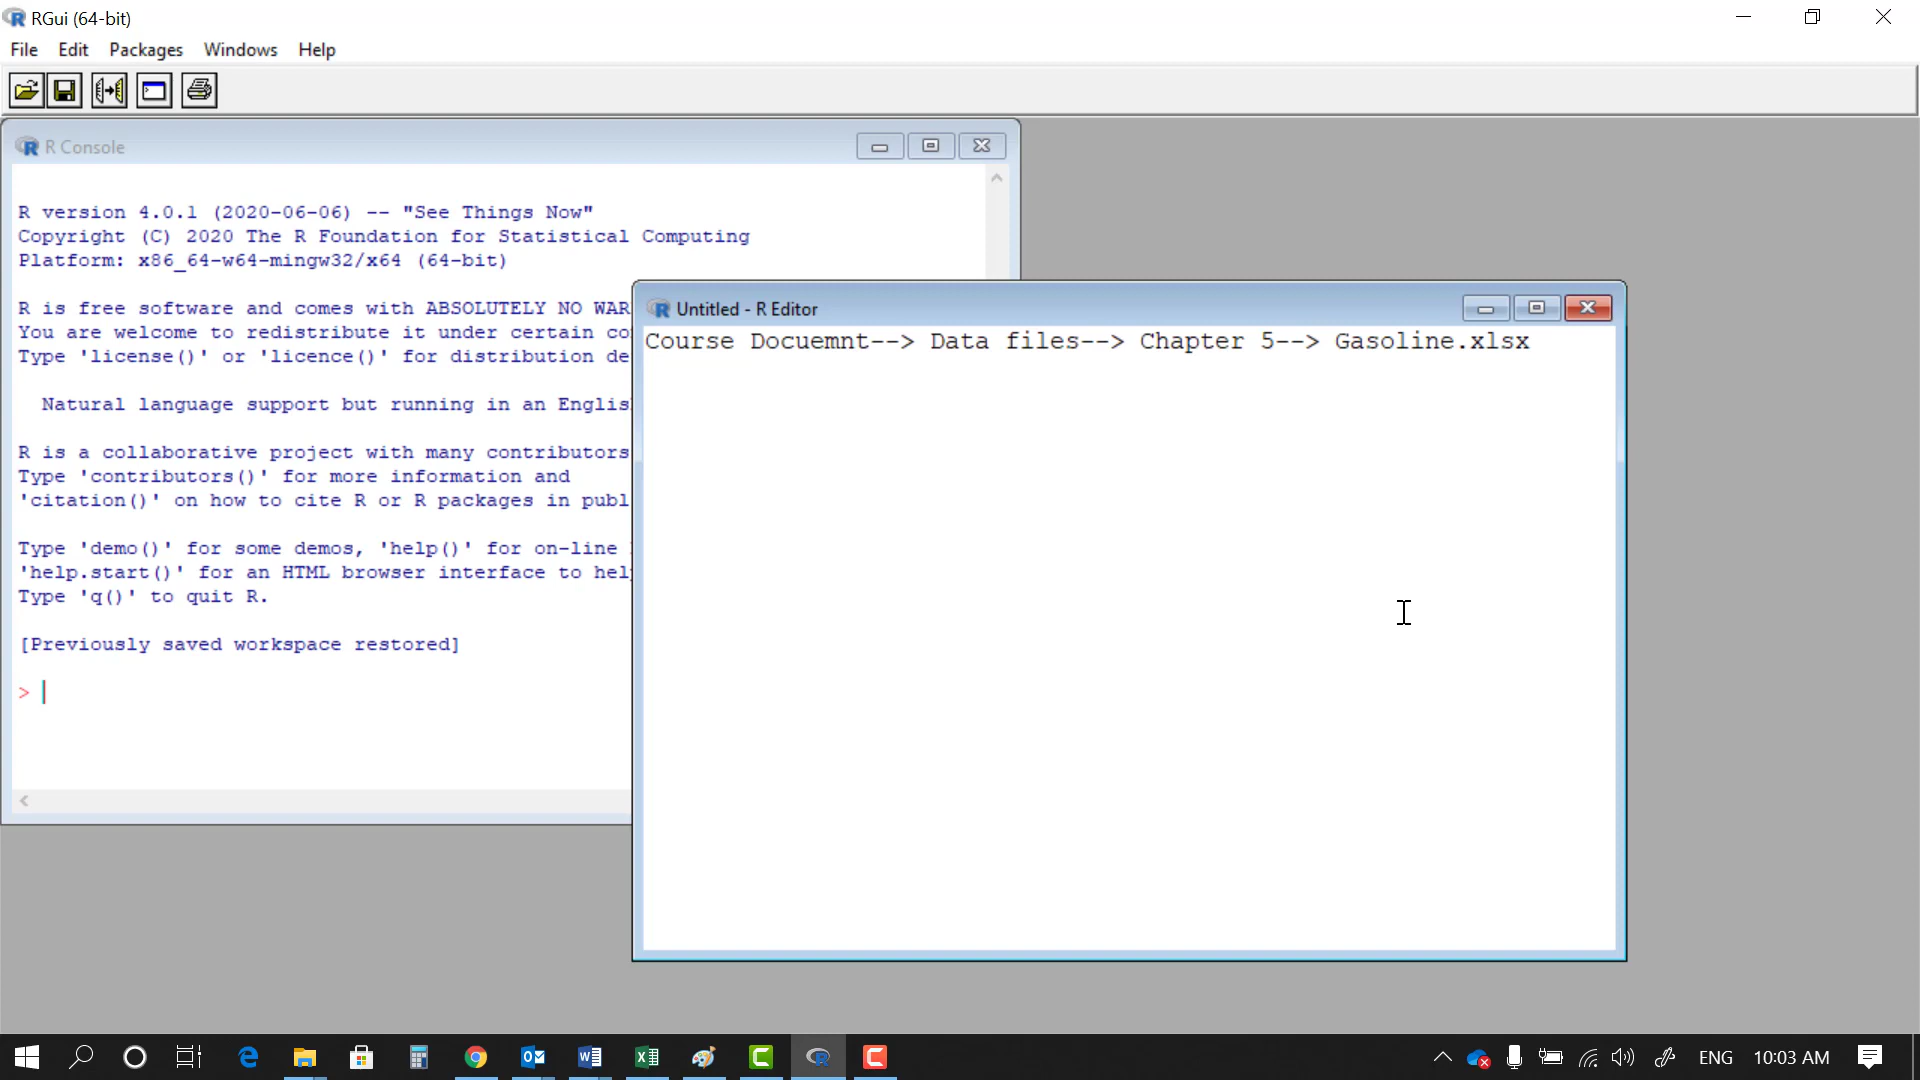 RGui (64-bit)
File Edit Packages Windows Help
R Console
R version 4.0.1 (2020-06-06) -- "See Things Now"
Copyright (C) 2020 The R Foundation for Statistical Computing
Platform: x86_64-w64-mingw32/x64 (64-bit)
R is free software and comes with ABSOLUTELY NO WAR
You are welcome to redistribute it under certain co
Type 'license()' or 'licence()' for distribution de
Natural language support but running in an Englis
R is a collaborative project with many contributors
Type 'contributors()' for more information and
'citation()' on how to cite R or R packages in publ
Type 'demo()' for some demos, 'help()' for on-line
'help.start()' for an HTML browser interface to hel
Type 'q()' to quit R.
[Previously saved workspace restored]
>
Untitled - R Editor
Course Docuemnt--> Data files--> Chapter 5--> Gasoline.xlsx
ENG 10:03 AM